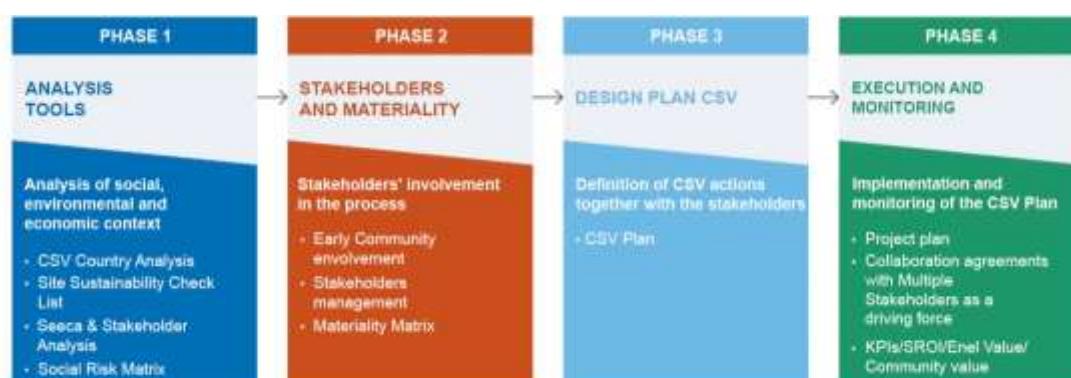 PHASE 1
ANALYSIS
TOOLS
Analysis of social,
environmental and
economic context
• CSV Country Analysis
• Site Sustainability Check
List
• Seeca & Stakeholder
Analysis
• Social Risk Matrix
PHASE 2
STAKEHOLDERS
AND MATERIALITY
Stakeholders' involvement
in the process
• Early Community
envolvement
• Stakeholders
management
• Materiality Matrix
PHASE 3
DESIGN PLAN CSV
Definition of CSV actions
together with the stakeholders
• CSV Plan
PHASE 4
EXECUTION AND
MONITORING
Implementation and
monitoring of the CSV Plan
• Project plan
• Collaboration agreements
with Multiple
Stakeholders as a
driving force
• KPIs/SROI/Enel Value/
Community value